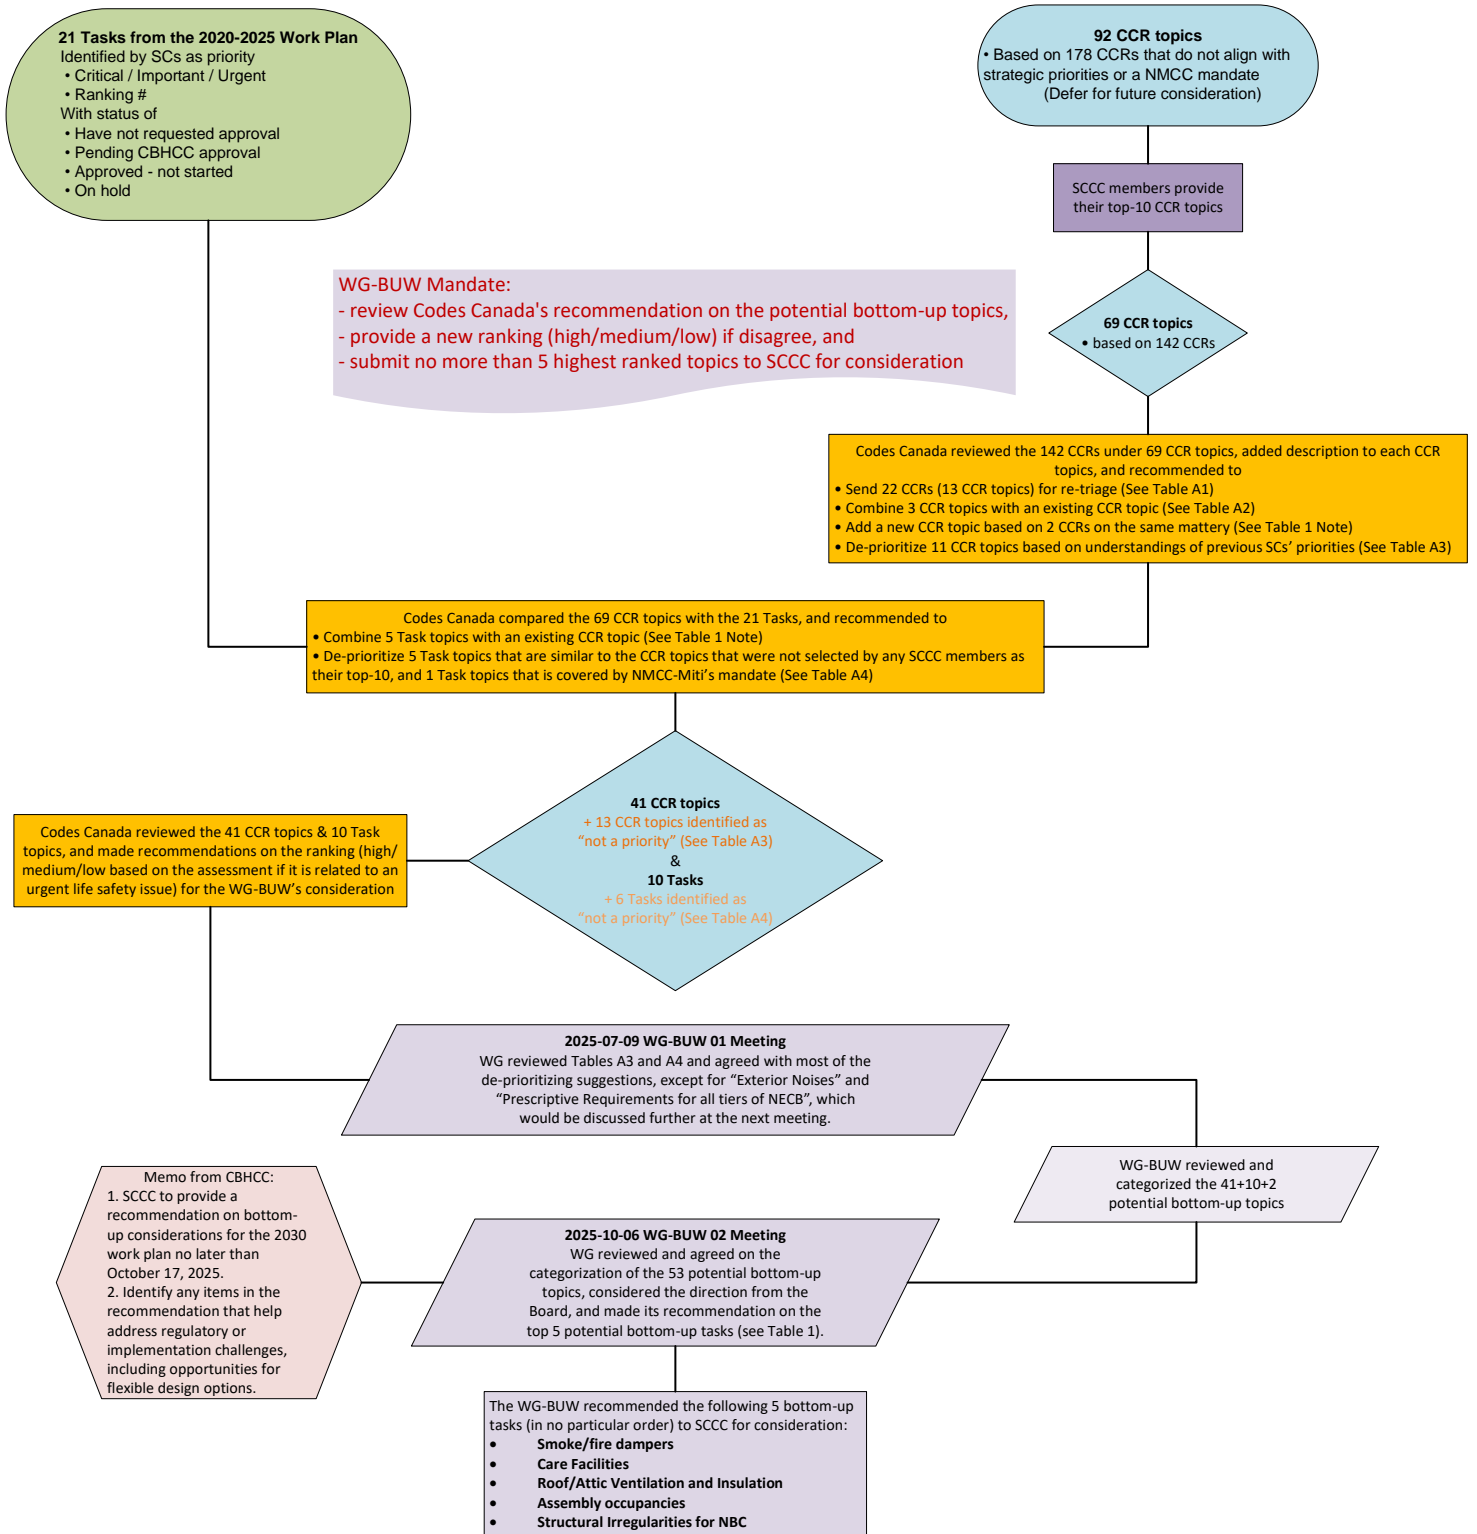 21 Tasks from the 2020-2025 Work Plan
Identified by SCs as priority
• Critical / Important / Urgent
• Ranking #
With status of
• Have not requested approval
• Pending CBHCC approval
• Approved - not started
• On hold
92 CCR topics
• Based on 178 CCRs that do not align with
strategic priorities or a NMCC mandate
(Defer for future consideration)
SCCC members provide
their top-10 CCR topics
WG-BUW Mandate:
- review Codes Canada's recommendation on the potential bottom-up topics,
- provide a new ranking (high/medium/low) if disagree, and
- submit no more than 5 highest ranked topics to SCCC for consideration
69 CCR topics
• based on 142 CCRs
Codes Canada reviewed the 142 CCRs under 69 CCR topics, added description to each CCR
topics, and recommended to
• Send 22 CCRs (13 CCR topics) for re-triage (See Table A1)
• Combine 3 CCR topics with an existing CCR topic (See Table A2)
• Add a new CCR topic based on 2 CCRs on the same mattery (See Table 1 Note)
• De-prioritize 11 CCR topics based on understandings of previous SCs’ priorities (See Table A3)
Codes Canada compared the 69 CCR topics with the 21 Tasks, and recommended to
• Combine 5 Task topics with an existing CCR topic (See Table 1 Note)
• De-prioritize 5 Task topics that are similar to the CCR topics that were not selected by any SCCC members as
their top-10, and 1 Task topics that is covered by NMCC-Miti’s mandate (See Table A4)
41 CCR topics
+ 13 CCR topics identified as
“not a priority” (See Table A3)
&
10 Tasks
+ 6 Tasks identified as
“not a priority” (See Table A4)
Codes Canada reviewed the 41 CCR topics & 10 Task
topics, and made recommendations on the ranking (high/
medium/low based on the assessment if it is related to an
urgent life safety issue) for the WG-BUW’s consideration
2025-07-09 WG-BUW 01 Meeting
WG reviewed Tables A3 and A4 and agreed with most of the
de-prioritizing suggestions, except for “Exterior Noises” and
“Prescriptive Requirements for all tiers of NECB”, which
would be discussed further at the next meeting.
WG-BUW reviewed and
categorized the 41+10+2
potential bottom-up topics
Memo from CBHCC:
1. SCCC to provide a
recommendation on bottom-
up considerations for the 2030
work plan no later than
October 17, 2025.
2. Identify any items in the
recommendation that help
address regulatory or
implementation challenges,
including opportunities for
flexible design options.
2025-10-06 WG-BUW 02 Meeting
WG reviewed and agreed on the
categorization of the 53 potential bottom-up
topics, considered the direction from the
Board, and made its recommendation on the
top 5 potential bottom-up tasks (see Table 1).
The WG-BUW recommended the following 5 bottom-up
tasks (in no particular order) to SCCC for consideration:
• Smoke/fire dampers
• Care Facilities
• Roof/Attic Ventilation and Insulation
• Assembly occupancies
• Structural Irregularities for NBC